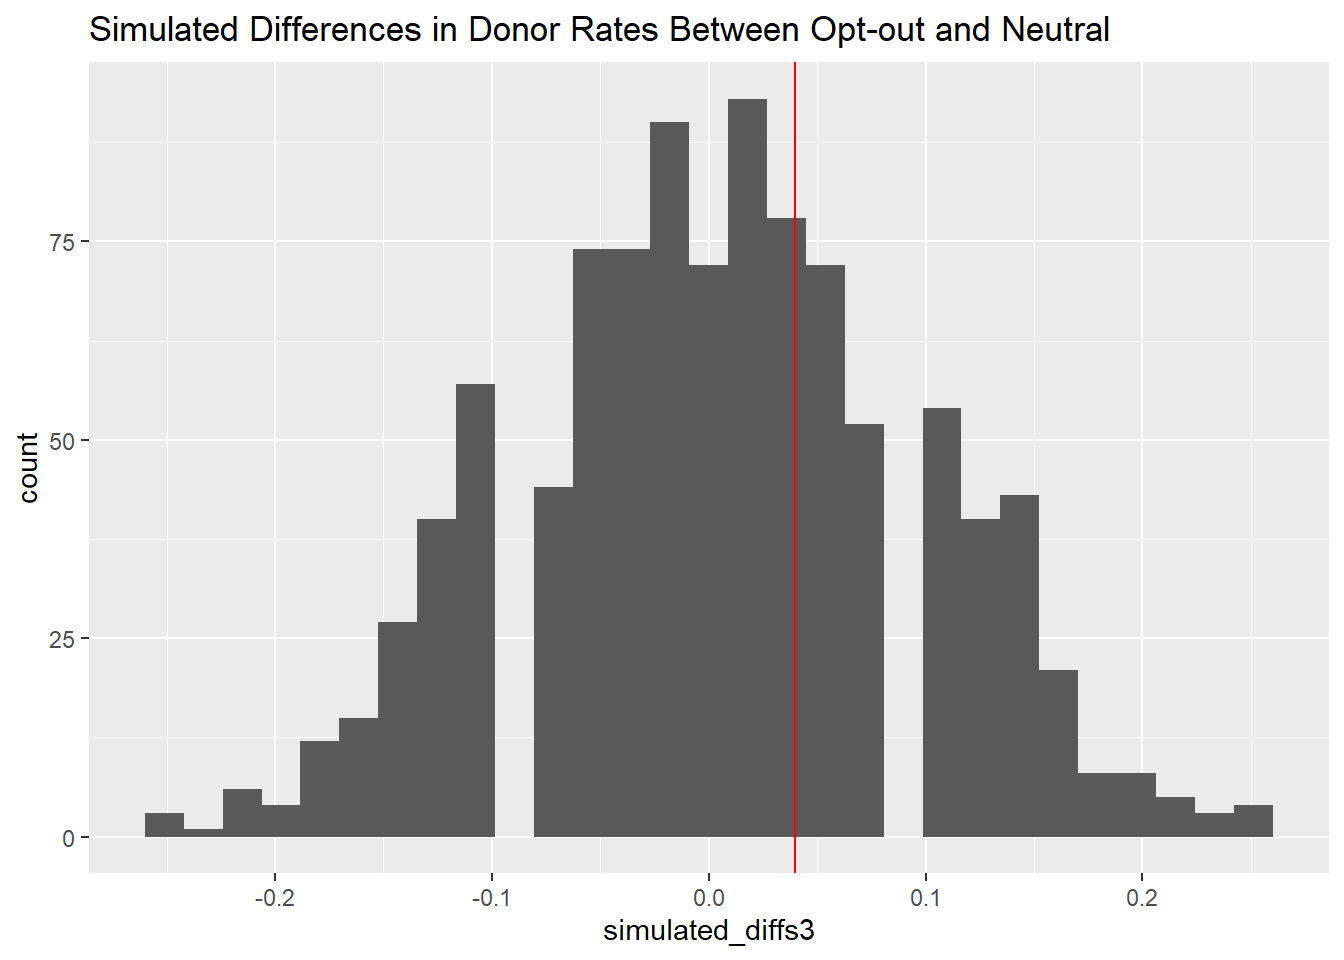 Simulated Differences in Donor Rates Between Opt-out and Neutral
count
75
50
25
0
-0.2 -0.1 0.0 0.1 0.2
simulated_diffs3